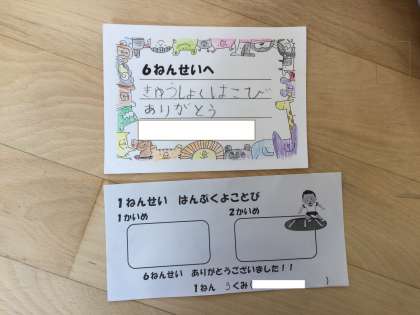 6ねんせいへ
きゅうしょくはこび
ありがとう
1ねんせい はんぷくよことび
1かいめ 2かいめ
6ねんせい ありがとうございました!!
1ねん 3くみ( )